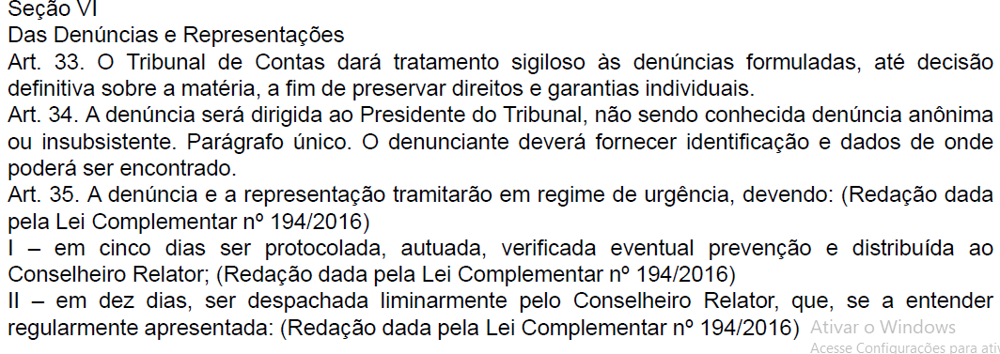 Seção VI
Das Denúncias e Representações
Art. 33. O Tribunal de Contas dará tratamento sigiloso às denúncias formuladas, até decisão
definitiva sobre a matéria, a fim de preservar direitos e garantias individuais.
Art. 34. A denúncia será dirigida ao Presidente do Tribunal, não sendo conhecida denúncia anônima
ou insubsistente. Parágrafo único. O denunciante deverá fornecer identificação e dados de onde
poderá ser encontrado.
Art. 35. A denúncia e a representação tramitarão em regime de urgência, devendo: (Redação dada
pela Lei Complementar nº 194/2016)
I – em cinco dias ser protocolada, autuada, verificada eventual prevenção e distribuída ao
Conselheiro Relator; (Redação dada pela Lei Complementar nº 194/2016)
II – em dez dias, ser despachada liminarmente pelo Conselheiro Relator, que, se a entender
regularmente apresentada: (Redação dada pela Lei Complementar nº 194/2016) Ativar o Windows
Acesse Configurações para